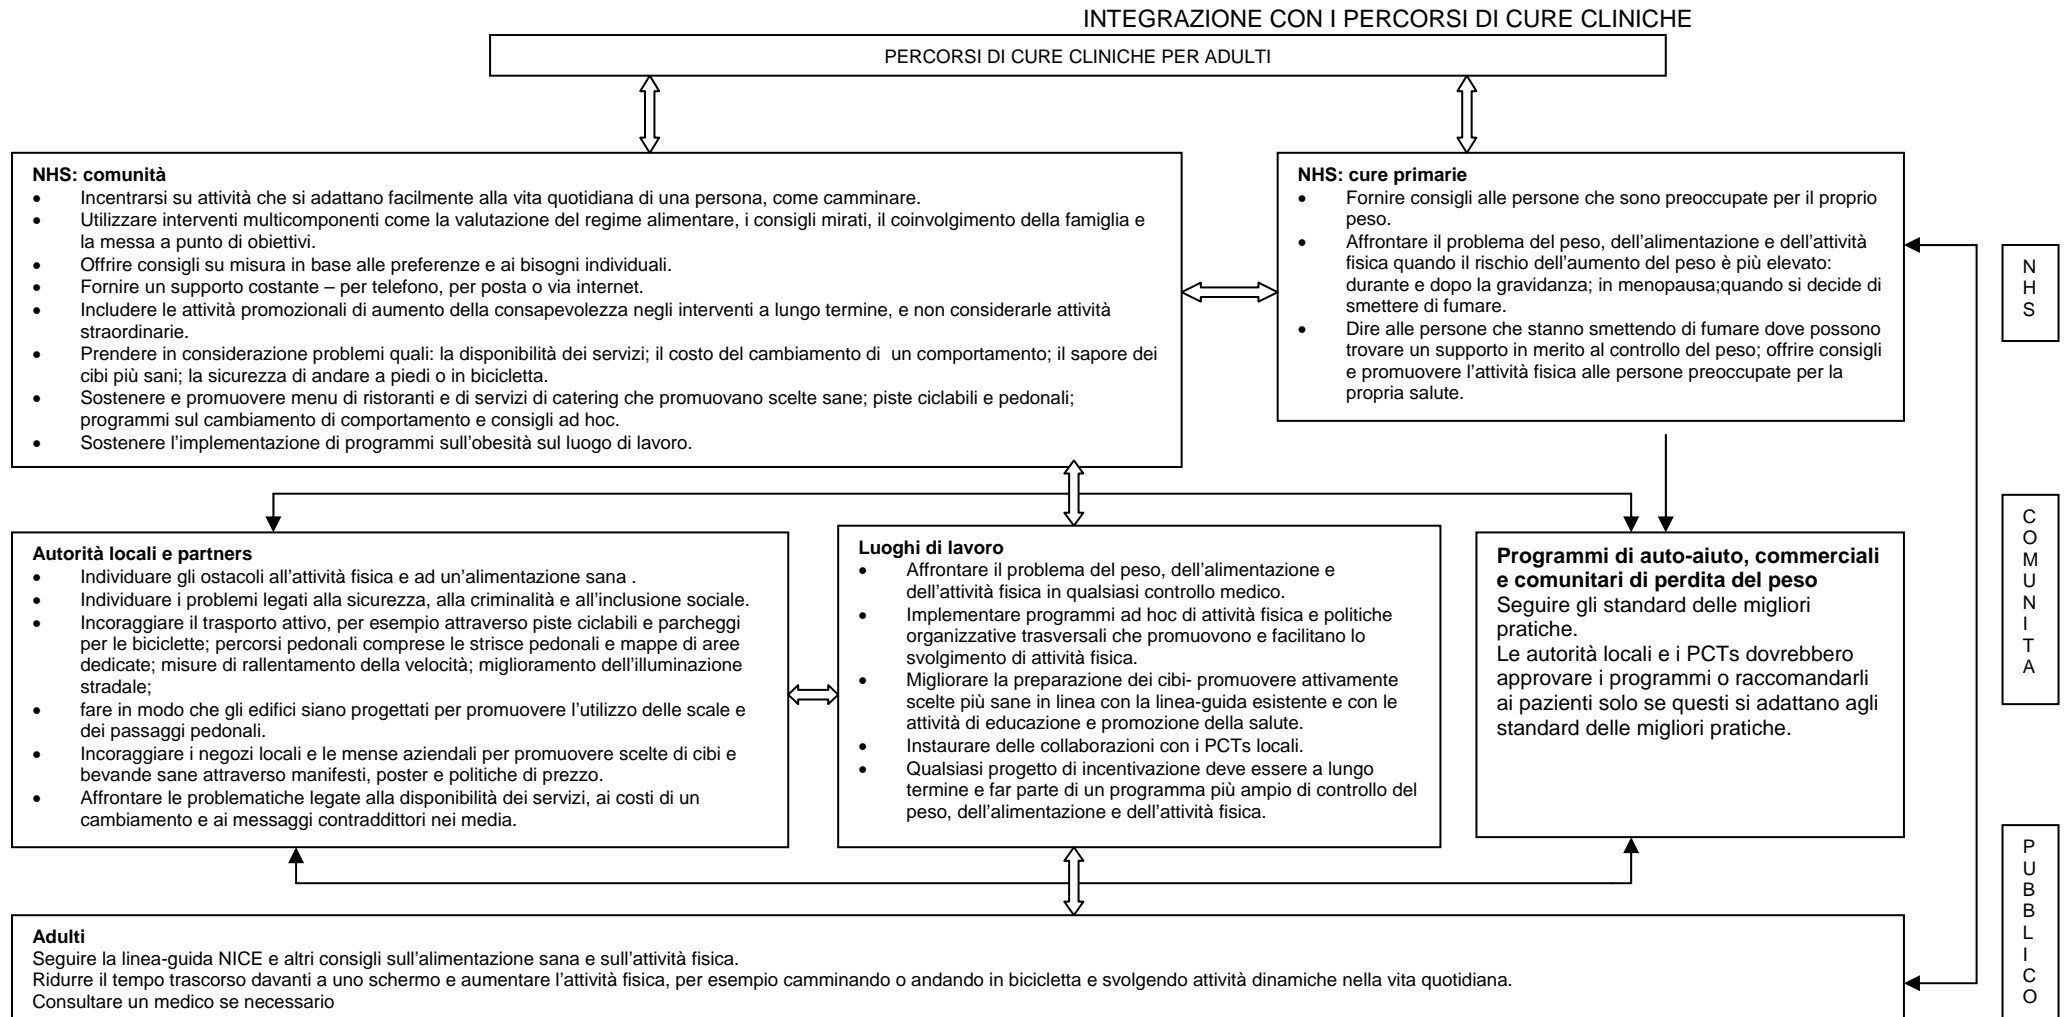 INTEGRAZIONE CON I PERCORSI DI CURE CLINICHE
PERCORSI DI CURE CLINICHE PER ADULTI
NHS: comunità
• Incentrarsi su attività che si adattano facilmente alla vita quotidiana di una persona, come camminare.
• Utilizzare interventi multicomponenti come la valutazione del regime alimentare, i consigli mirati, il coinvolgimento della famiglia e
la messa a punto di obiettivi.
• Offrire consigli su misura in base alle preferenze e ai bisogni individuali.
• Fornire un supporto costante – per telefono, per posta o via internet.
• Includere le attività promozionali di aumento della consapevolezza negli interventi a lungo termine, e non considerarle attività
straordinarie.
• Prendere in considerazione problemi quali: la disponibilità dei servizi; il costo del cambiamento di un comportamento; il sapore dei
cibi più sani; la sicurezza di andare a piedi o in bicicletta.
• Sostenere e promuovere menu di ristoranti e di servizi di catering che promuovano scelte sane; piste ciclabili e pedonali;
programmi sul cambiamento di comportamento e consigli ad hoc.
• Sostenere l'implementazione di programmi sull'obesità sul luogo di lavoro.
NHS: cure primarie
• Fornire consigli alle persone che sono preoccupate per il proprio
peso.
• Affrontare il problema del peso, dell'alimentazione e dell'attività
fisica quando il rischio dell'aumento del peso è più elevato:
durante e dopo la gravidanza; in menopausa;quando si decide di
smettere di fumare.
• Dire alle persone che stanno smettendo di fumare dove possono
trovare un supporto in merito al controllo del peso; offrire consigli
e promuovere l'attività fisica alle persone preoccupate per la
propria salute.
NHS
Autorità locali e partners
• Individuare gli ostacoli all'attività fisica e ad un'alimentazione sana .
• Individuare i problemi legati alla sicurezza, alla criminalità e all'inclusione sociale.
• Incoraggiare il trasporto attivo, per esempio attraverso piste ciclabili e parcheggi
per le biciclette; percorsi pedonali comprese le strisce pedonali e mappe di aree
dedicate; misure di rallentamento della velocità; miglioramento dell'illuminazione
stradale;
• fare in modo che gli edifici siano progettati per promuovere l'utilizzo delle scale e
dei passaggi pedonali.
• Incoraggiare i negozi locali e le mense aziendali per promuovere scelte di cibi e
bevande sane attraverso manifesti, poster e politiche di prezzo.
• Affrontare le problematiche legate alla disponibilità dei servizi, ai costi di un
cambiamento e ai messaggi contraddittori nei media.
Luoghi di lavoro
• Affrontare il problema del peso, dell'alimentazione e
dell'attività fisica in qualsiasi controllo medico.
• Implementare programmi ad hoc di attività fisica e politiche
organizzative trasversali che promuovono e facilitano lo
svolgimento di attività fisica.
• Migliorare la preparazione dei cibi- promuovere attivamente
scelte più sane in linea con la linea-guida esistente e con le
attività di educazione e promozione della salute.
• Instaurare delle collaborazioni con i PCTs locali.
• Qualsiasi progetto di incentivazione deve essere a lungo
termine e far parte di un programma più ampio di controllo del
peso, dell'alimentazione e dell'attività fisica.
Programmi di auto-aiuto, commerciali
e comunitari di perdita del peso
Seguire gli standard delle migliori
pratiche.
Le autorità locali e i PCTs dovrebbero
approvare i programmi o raccomandarli
ai pazienti solo se questi si adattano agli
standard delle migliori pratiche.
COMUNITA
Adulti
Seguire la linea-guida NICE e altri consigli sull'alimentazione sana e sull'attività fisica.
Ridurre il tempo trascorso davanti a uno schermo e aumentare l'attività fisica, per esempio camminando o andando in bicicletta e svolgendo attività dinamiche nella vita quotidiana.
Consultare un medico se necessario
PUBBLICO